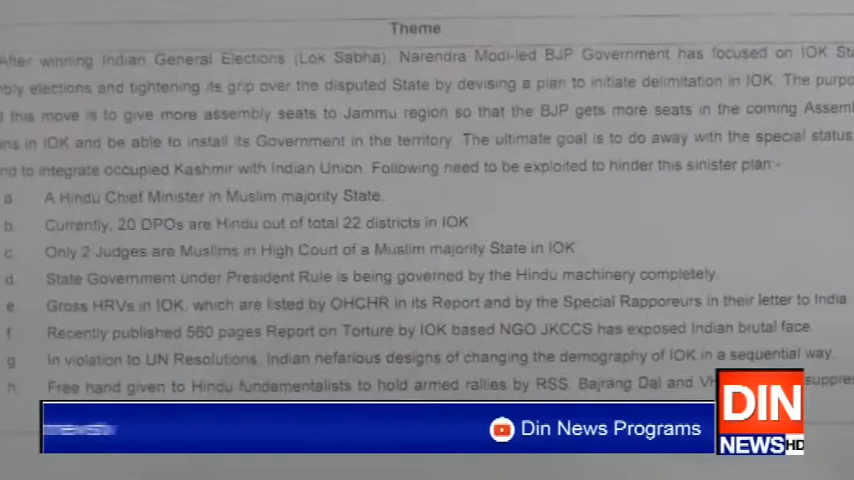 Theme
After winning Indian General Elections (Lok Sabha), Narendra Modi-led BJP Government has focused on IOK Sta
bly elections and tightening its grip over the disputed State by devising a plan to initiate delimitation in IOK. The purpo
this move is to give more assembly seats to Jammu region so that the BJP gets more seats in the coming Assemb
ons in IOK and be able to install its Government in the territory. The ultimate goal is to do away with the special status
nd to integrate occupied Kashmir with Indian Union. Following need to be exploited to hinder this sinister plan:-
a. A Hindu Chief Minister in Muslim majority State.
b. Currently, 20 DPOs are Hindu out of total 22 districts in IOK
c. Only 2 Judges are Muslims in High Court of a Muslim majority State in IOK
d. State Government under President Rule is being governed by the Hindu machinery completely.
e. Gross HRVs in IOK, which are listed by OHCHR in its Report and by the Special Rapporeurs in their letter to India
f. Recently published 560 pages Report on Torture by IOK based NGO JKCCS has exposed Indian brutal face.
g. In violation to UN Resolutions, Indian nefarious designs of changing the demography of IOK in a sequential way.
h. Free hand given to Hindu fundamentalists to hold armed rallies by RSS, Bajrang Dal and VH suppres
Din News Programs
DIN
NEWS HD